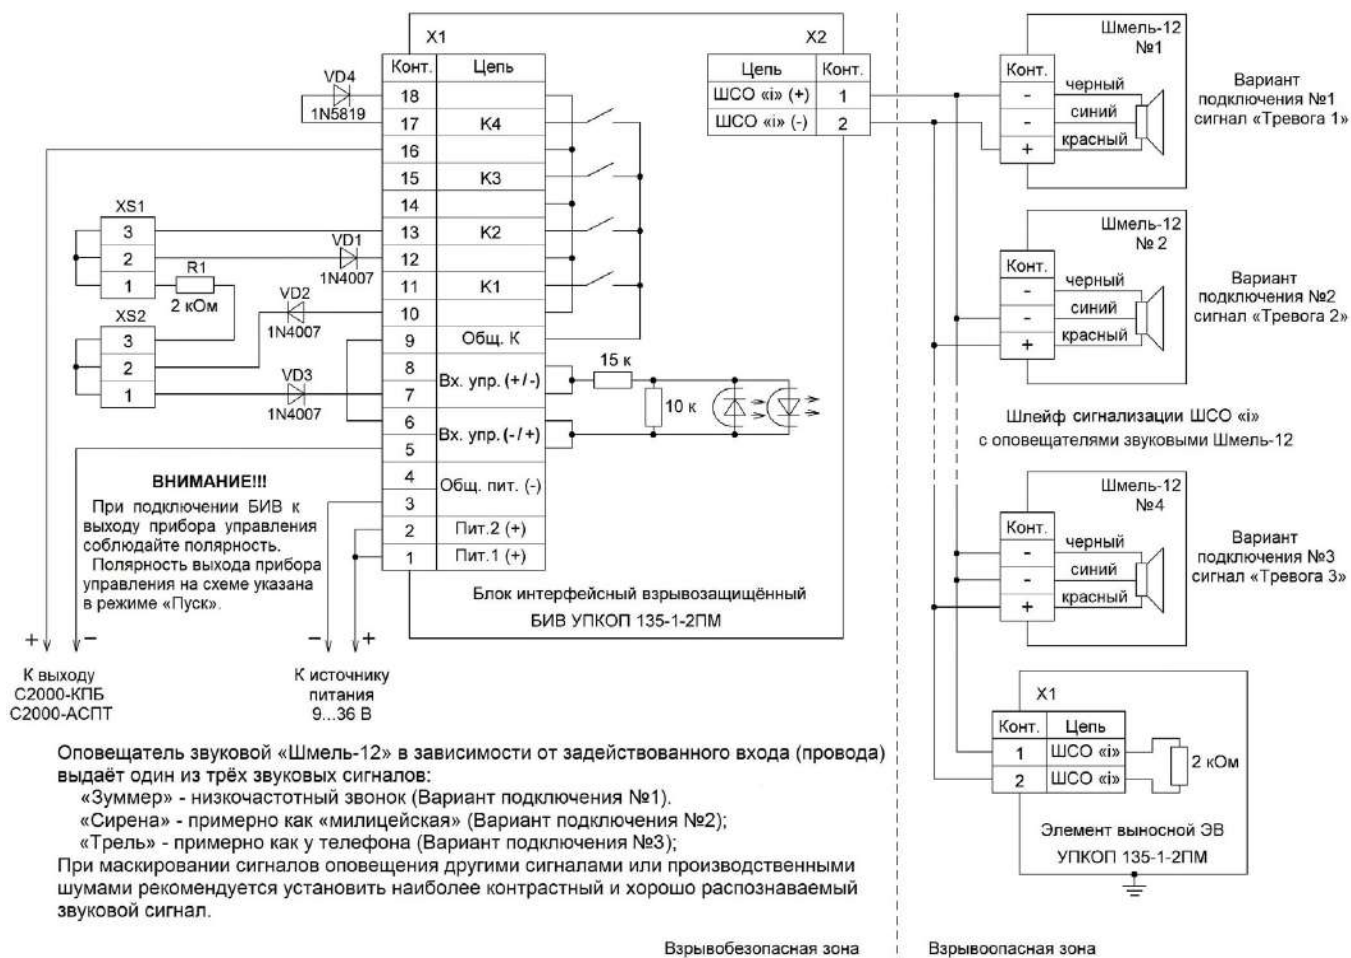 X1
Конт. Цепь
18
17 К4
16
15 К3
14
13 К2
12
11 К1
10
9 Общ. К
8
Вх. упр. (+/-)
7
6
Вх. упр. (-/+)
5
4
Общ. пит. (-)
3
2 Пит.2 (+)
1 Пит.1 (+)
Блок интерфейсный взрывозащищённый
БИВ УПКОП 135-1-2ПМ
X2
Цепь Конт.
ШСО «i» (+) 1
ШСО «i» (-) 2
VD4
1N5819
XS1
3
2
1
VD1
1N4007
R1
2 кОм
VD2
1N4007
XS2
3
2
1
VD3
1N4007
15 к
10 к
ВНИМАНИЕ!!!
При подключении БИВ к
выходу прибора управления
соблюдайте полярность.
Полярность выхода прибора
управления на схеме указана
в режиме «Пуск».
+ −
К выходу
С2000-КПБ
С2000-АСПТ
− +
К источнику
питания
9...36 В
Шмель-12
№1
Конт.
- черный
- синий
+ красный
Вариант
подключения №1
сигнал «Тревога 1»
Шмель-12
№ 2
Конт.
- черный
- синий
+ красный
Вариант
подключения №2
сигнал «Тревога 2»
Шлейф сигнализации ШСО «i»
с оповещателями звуковыми Шмель-12
Шмель-12
№4
Конт.
- черный
- синий
+ красный
Вариант
подключения №3
сигнал «Тревога 3»
X1
Конт. Цепь
1 ШСО «i»
2 ШСО «i»
2 кОм
Элемент выносной ЭВ
УПКОП 135-1-2ПМ
Оповещатель звуковой «Шмель-12» в зависимости от задействованного входа (провода)
выдаёт один из трёх звуковых сигналов:
«Зуммер» - низкочастотный звонок (Вариант подключения №1).
«Сирена» - примерно как «милицейская» (Вариант подключения №2);
«Трель» - примерно как у телефона (Вариант подключения №3);
При маскировании сигналов оповещения другими сигналами или производственными
шумами рекомендуется установить наиболее контрастный и хорошо распознаваемый
звуковой сигнал.
Взрывобезопасная зона
Взрывоопасная зона